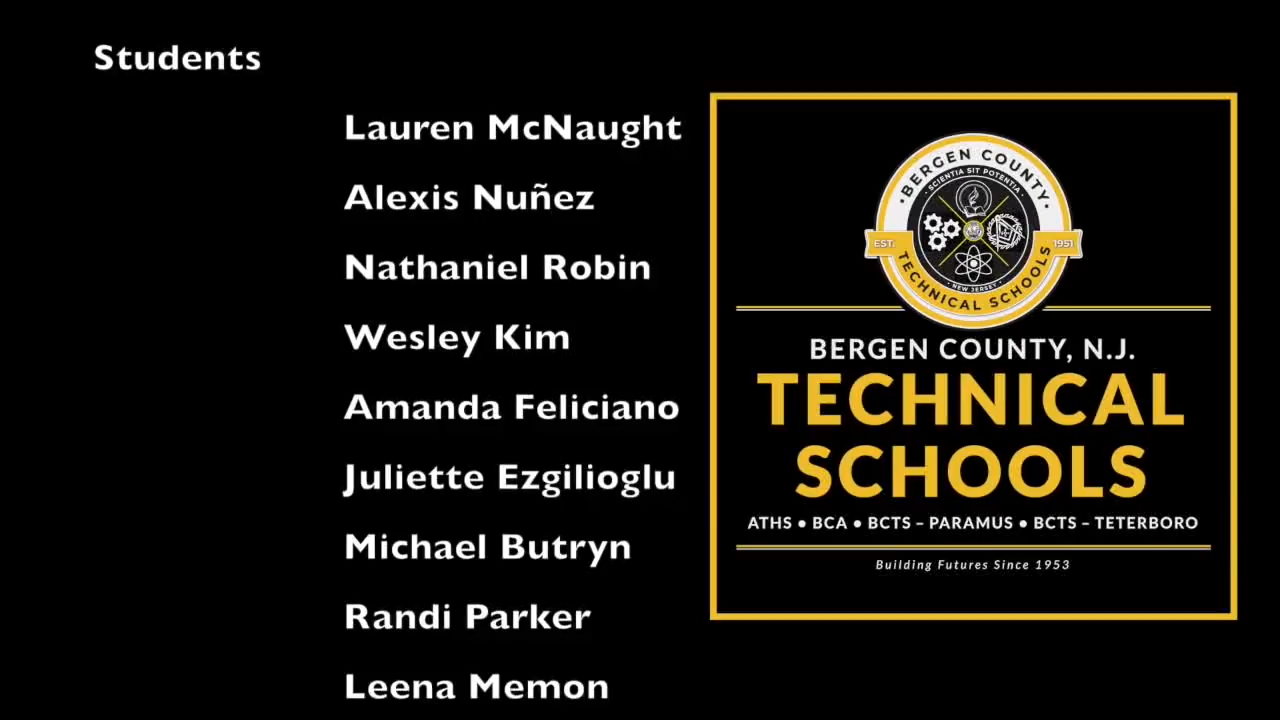 Students
Lauren McNaught
Alexis Nuñez
Nathaniel Robin
Wesley Kim
Amanda Feliciano
Juliette Ezgilioglu
Michael Butryn
Randi Parker
Leena Memon
• BERGEN COUNTY •
• SCIENTIA SIT POTENTIA •
EST. 1951
• NEW JERSEY •
TECHNICAL SCHOOLS
BERGEN COUNTY, N.J.
TECHNICAL
SCHOOLS
ATHS • BCA • BCTS – PARAMUS • BCTS – TETERBORO
Building Futures Since 1953